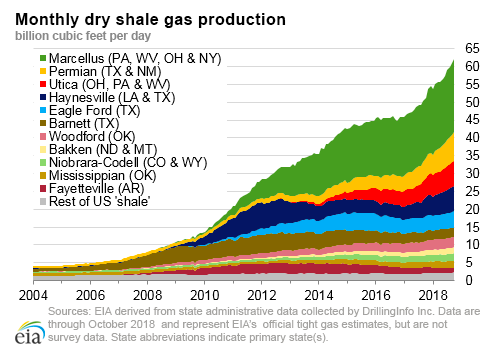 Monthly dry shale gas production
billion cubic feet per day
Marcellus (PA, WV, OH & NY)
Permian (TX & NM)
Utica (OH, PA & WV)
Haynesville (LA & TX)
Eagle Ford (TX)
Barnett (TX)
Woodford (OK)
Bakken (ND & MT)
Niobrara-Codell (CO & WY)
Mississippian (OK)
Fayetteville (AR)
Rest of US 'shale'
65
60
55
50
45
40
35
30
25
20
15
10
5
0
2004 2006 2008 2010 2012 2014 2016 2018
Sources: EIA derived from state administrative data collected by DrillingInfo Inc. Data are
through October 2018 and represent EIA's official tight gas estimates, but are not
survey data. State abbreviations indicate primary state(s).
eia